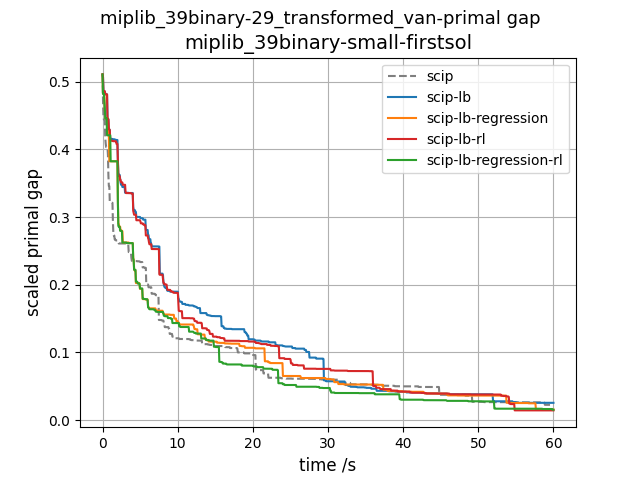 miplib_39binary-29_transformed_van-primal gap
miplib_39binary-small-firstsol
scip
scip-lb
scip-lb-regression
scip-lb-rl
scip-lb-regression-rl
scaled primal gap
0.5
0.4
0.3
0.2
0.1
0.0
0 10 20 30 40 50 60
time /s